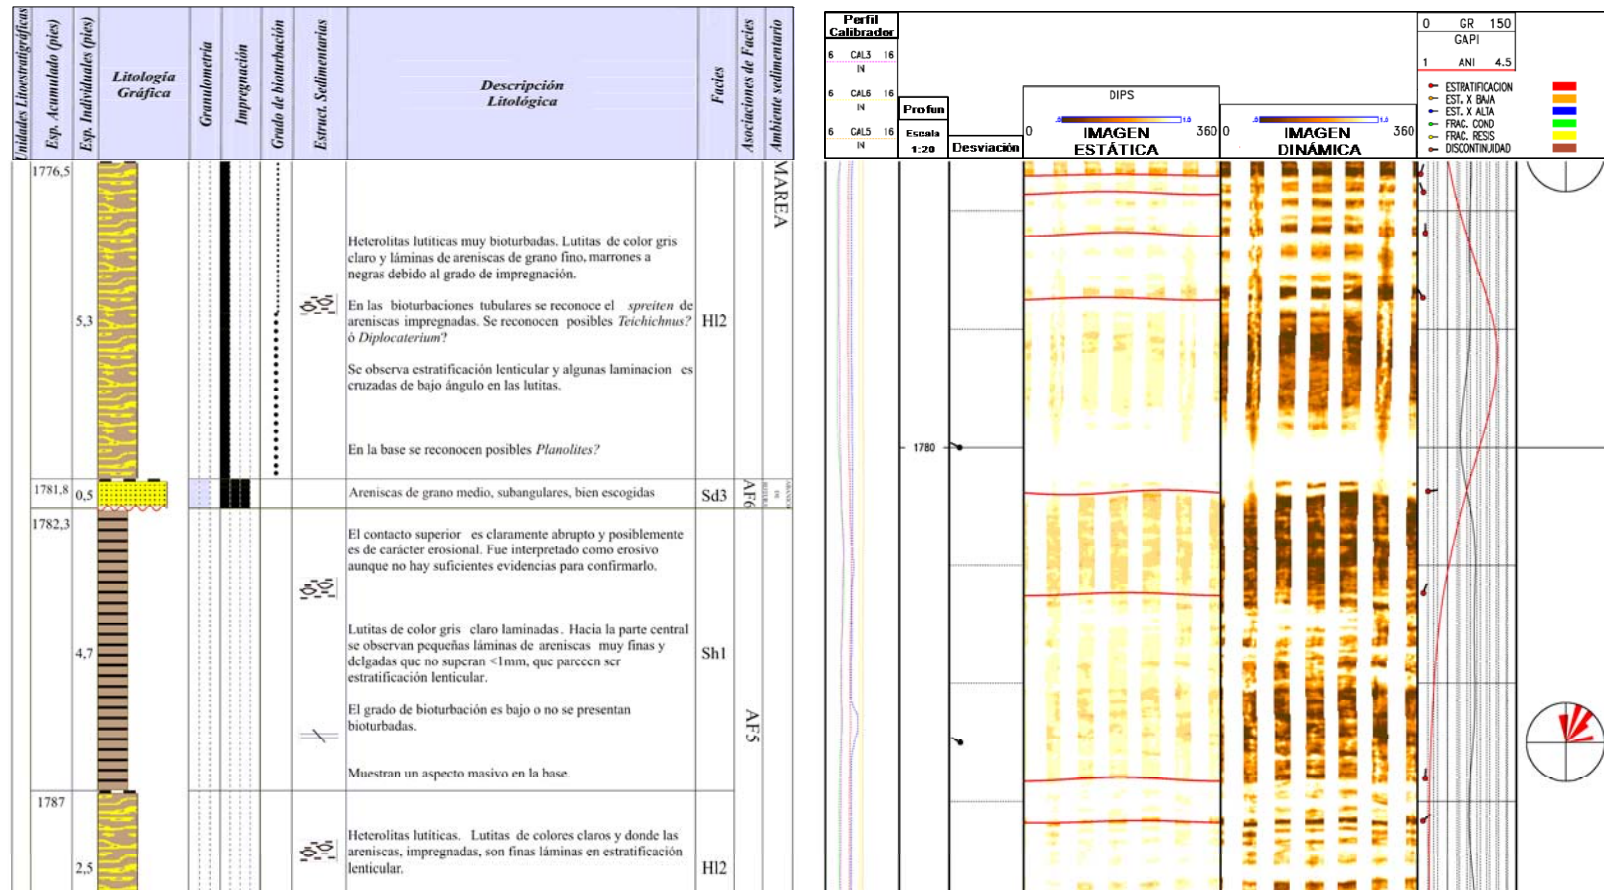 Unidades Litoestratigráficas
Esp. Acumulado (pies)
Esp. Individuales (pies)
Litología
Gráfica
Granulometría
Impregnación
Grado de bioturbación
Estruct. Sedimentarias
Descripción
Litológica
Facies
Asociaciones de Facies
Ambiente sedimentario
1776,5
5,3
Heterolitas lutíticas muy bioturbadas. Lutitas de color gris
claro y láminas de areniscas de grano fino, marrones a
negras debido al grado de impregnación.
En las bioturbaciones tubulares se reconoce el spreiten de
areniscas impregnadas. Se reconocen posibles Teichichnus?
ó Diplocaterium?
Se observa estratificación lenticular y algunas laminacion es
cruzadas de bajo ángulo en las lutitas.
En la base se reconocen posibles Planolites?
Hl2
MAREA
1781,8
0,5
Areniscas de grano medio, subangulares, bien escogidas
Sd3
AF6
1782,3
4,7
El contacto superior es claramente abrupto y posiblemente
es de carácter erosional. Fue interpretado como erosivo
aunque no hay suficientes evidencias para confirmarlo.
Lutitas de color gris claro laminadas. Hacia la parte central
se observan pequeñas láminas de areniscas muy finas y
delgadas que no superan <1mm, que parecen ser
estratificación lenticular.
El grado de bioturbación es bajo o no se presentan
bioturbadas.
Muestran un aspecto masivo en la base.
Sh1
AF5
1787
2,5
Heterolitas lutíticas. Lutitas de colores claros y donde las
areniscas, impregnadas, son finas láminas en estratificación
lenticular.
Hl2
Perfil
Calibrador
6 CAL3 16
IN
6 CAL6 16
IN
6 CAL5 16
IN
Profun
Escala
1:20
Desviación
DIPS
.0 1.0
0 IMAGEN 360
ESTÁTICA
.0 1.0
0 IMAGEN 360
DINÁMICA
0 GR 150
GAPI
1 ANI 4.5
ESTRATIFICACION
EST. X BAJA
EST. X ALTA
FRAC. COND
FRAC. RESIS
DISCONTINUIDAD
1780